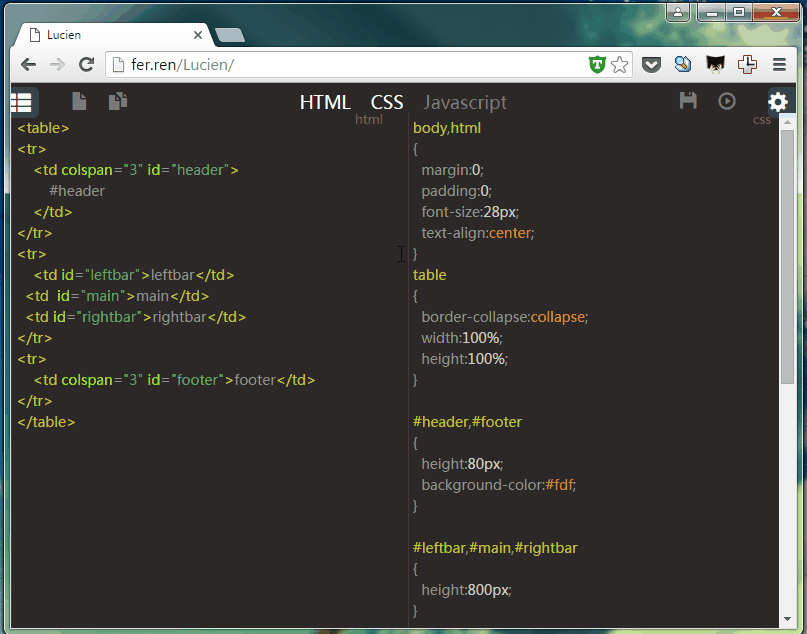 Lucien
fer.ren/Lucien/
HTML CSS Javascript
html
css
<table>
<tr>
<td colspan="3" id="header">
#header
</td>
</tr>
<tr>
<td id="leftbar">leftbar</td>
<td  id="main">main</td>
<td id="rightbar">rightbar</td>
</tr>
<tr>
<td colspan="3" id="footer">footer</td>
</tr>
</table>
body,html
{
margin:0;
padding:0;
font-size:28px;
text-align:center;
}
table
{
border-collapse:collapse;
width:100%;
height:100%;
}
#header,#footer
{
height:80px;
background-color:#fdf;
}
#leftbar,#main,#rightbar
{
height:800px;
}